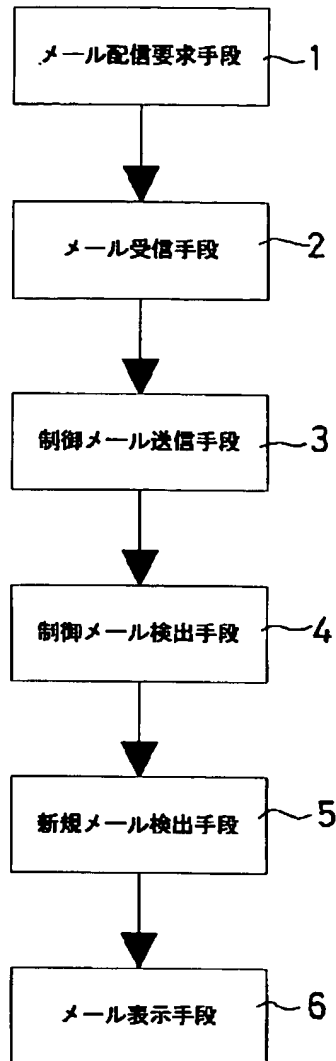 メール配信要求手段 1
メール受信手段 2
制御メール送信手段 3
制御メール検出手段 4
新規メール検出手段 5
メール表示手段 6